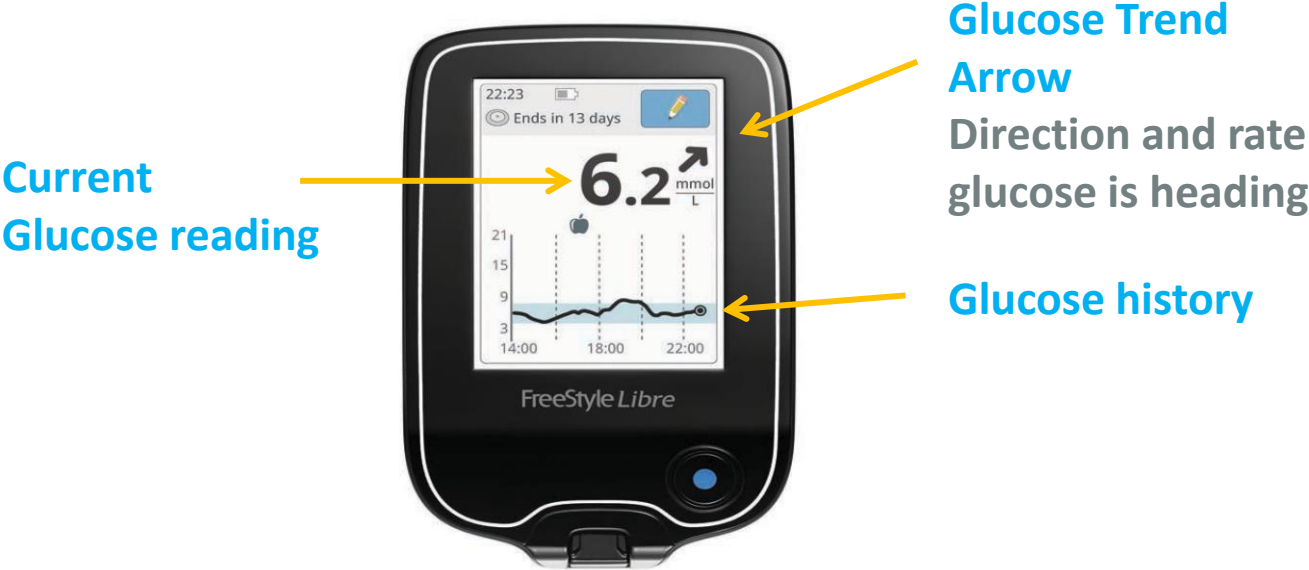 Glucose Trend
Arrow
Direction and rate
glucose is heading
Current
Glucose reading
Glucose history
22:23
Ends in 13 days
6.2
mmol
L
21
15
9
3
14:00
18:00
22:00
FreeStyle Libre